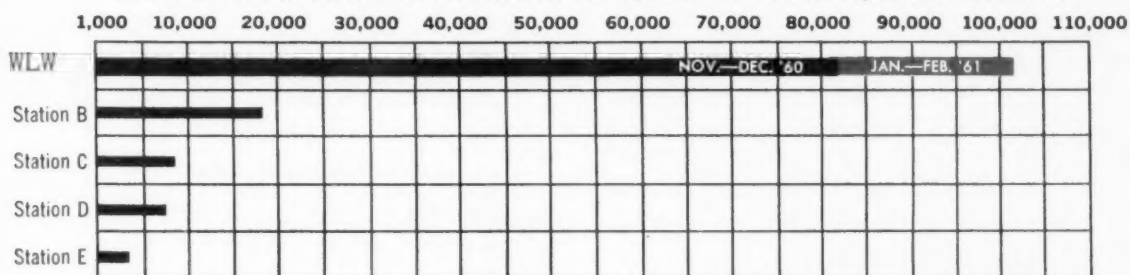 1,000 10,000 20,000 30,000 40,000 50,000 60,000 70,000 80,000 90,000 100,000 110,000
WLW NOV.—DEC. '60 JAN.—FEB. '61
Station B
Station C
Station D
Station E